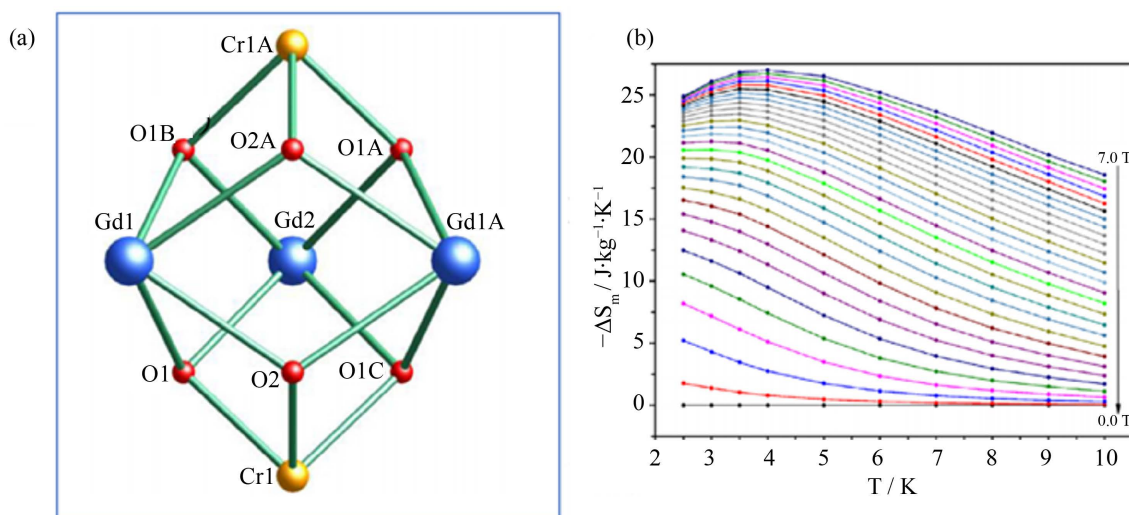 (a)
Cr1A
O1B
O2A
O1A
Gd1
Gd2
Gd1A
O1
O2
O1C
Cr1
(b)
−ΔSₘ / J·kg⁻¹·K⁻¹
25
20
15
10
5
0
7.0 T
0.0 T
2 3 4 5 6 7 8 9 10
T / K